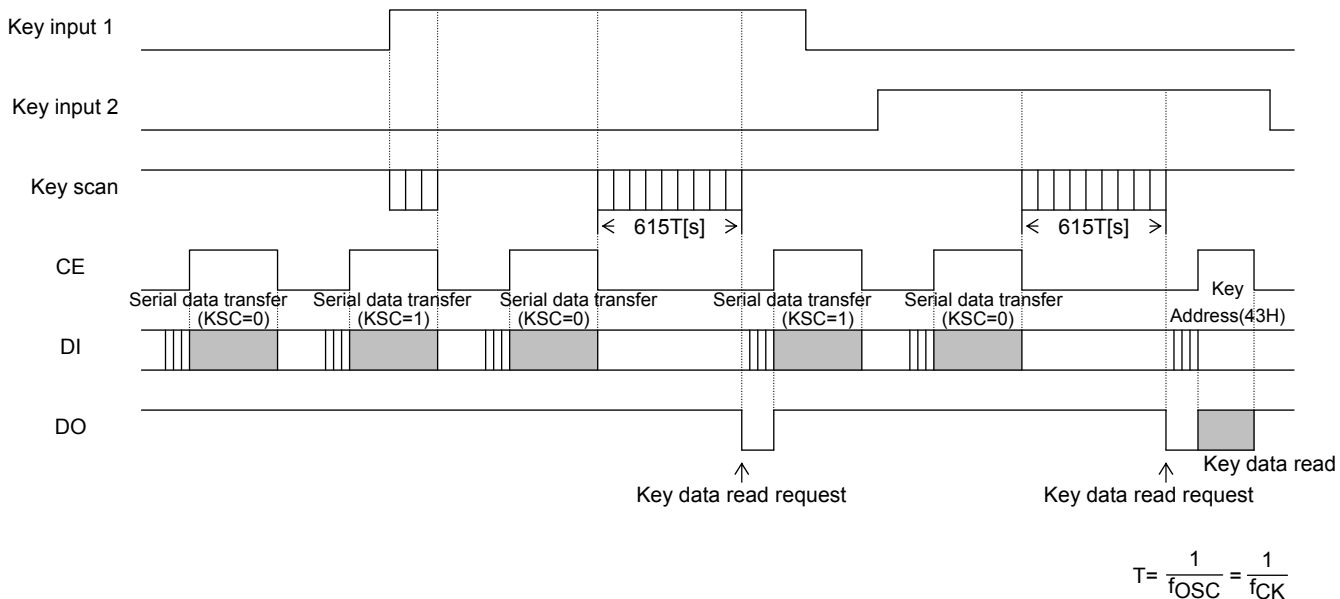 Key input 1
Key input 2
Key scan
615T[s]
615T[s]
CE
Serial data transfer
(KSC=0)
Serial data transfer
(KSC=1)
Serial data transfer
(KSC=0)
Serial data transfer
(KSC=1)
Serial data transfer
(KSC=0)
Key
Address(43H)
DI
DO
Key data read
Key data read request
Key data read request
T= 1/fOSC = 1/fCK